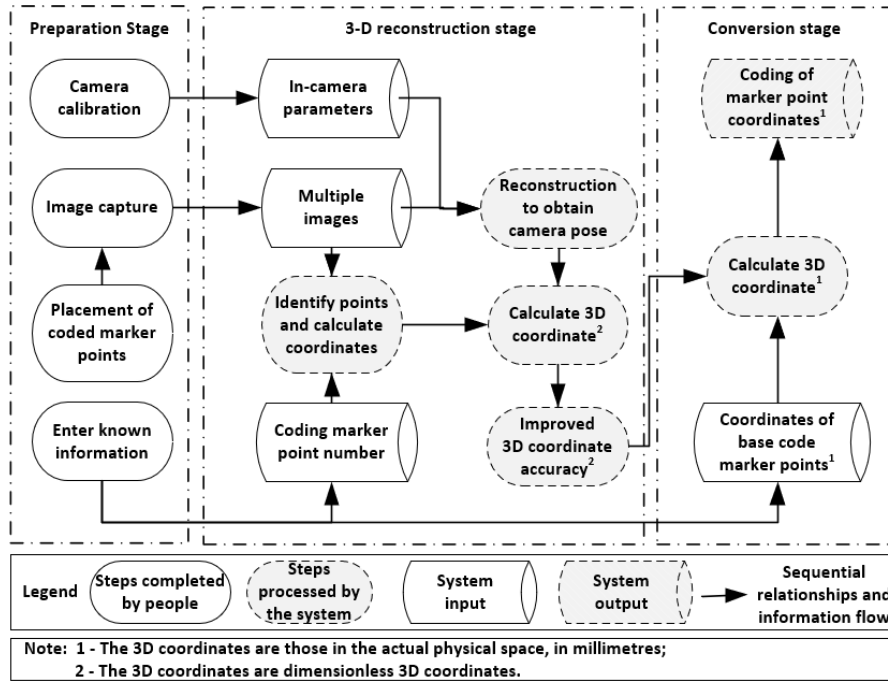 Preparation Stage
3-D reconstruction stage
Conversion stage
Camera
calibration
In-camera
parameters
Coding of
marker point
coordinates¹
Image capture
Multiple
images
Reconstruction
to obtain
camera pose
Placement of
coded marker
points
Identify points
and calculate
coordinates
Calculate 3D
coordinate²
Calculate 3D
coordinate¹
Enter known
information
Coding marker
point number
Improved
3D coordinate
accuracy²
Coordinates of
base code
marker points¹
Legend
Steps completed
by people
Steps
processed by
the system
System
input
System
output
Sequential
relationships and
information flow
Note: 1 - The 3D coordinates are those in the actual physical space, in millimetres;
2 - The 3D coordinates are dimensionless 3D coordinates.